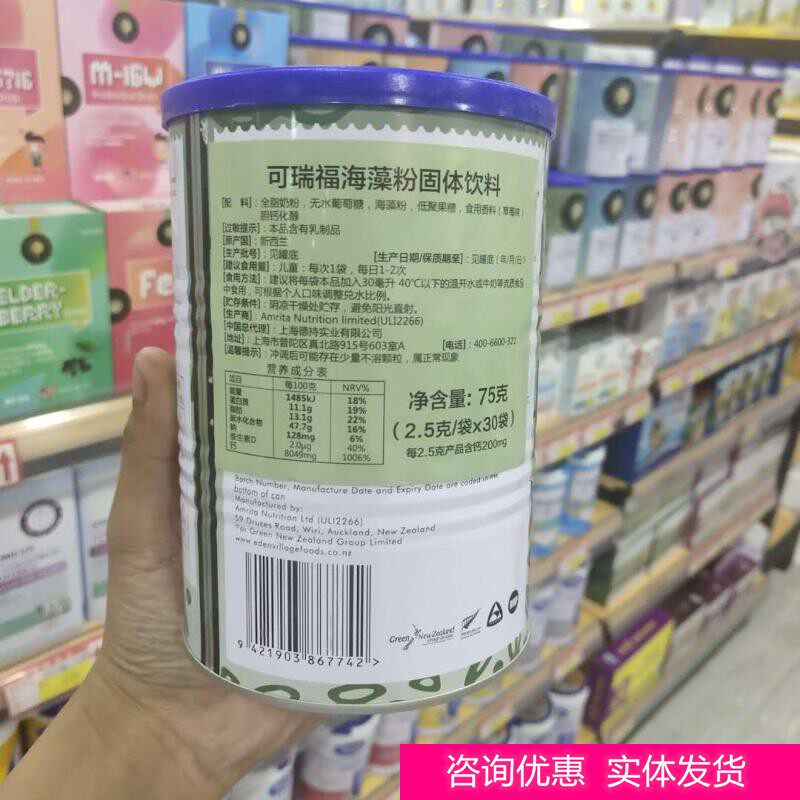 M-16W
ELDER-
BERRY
Fe
可瑞福海藻粉固体饮料
[配　料]：全脂奶粉，无水葡萄糖，海藻粉，低聚果糖，食用香料（草莓味）
胆钙化醇
[过敏提示]：本品含有乳制品
[原产国]：新西兰
[生产批号]：见罐底 [生产日期/保质期至]：见罐底（年/月/日）
[建议食用量]：儿童：每次1袋，每日1-2次
[食用方法]：建议将每袋本品加入30毫升 40℃以下的温开水或牛奶等流质食品
中食用，可根据个人口味调整兑水比例。
[贮存条件]：阴凉干燥处贮存，避免阳光直射。
[生产商]：Amrita Nutrition limited(ULI2266)
[中国总代理]：上海德持实业有限公司
[地址]：上海市普陀区真北路915号603室A [电话]：400-6600-321
[温馨提示]：冲调后可能存在少量不溶颗粒，属正常现象
营养成分表
项目 每100克 NRV%
能量 1485kJ 18%
蛋白质 11.1g 19%
脂肪 13.1g 22%
碳水化合物 47.7g 16%
钠 128mg 6%
维生素D 2.0μg 40%
钙 8049mg 1006%
净含量：75克
（2.5克/袋x30袋）
每2.5克产品含钙200mg
Batch Number, Manufacture Date and Expiry Date are coded in the
bottom of can
Manufactured by:
Amrita Nutrition Ltd (ULI2266)
59 Druces Road, Wiri, Auckland, New Zealand
For Green New Zealand Group Limited
www.edenvillagefoods.co.nz
9 421903 867742 >
Green New Zealand
咨询优惠 实体发货